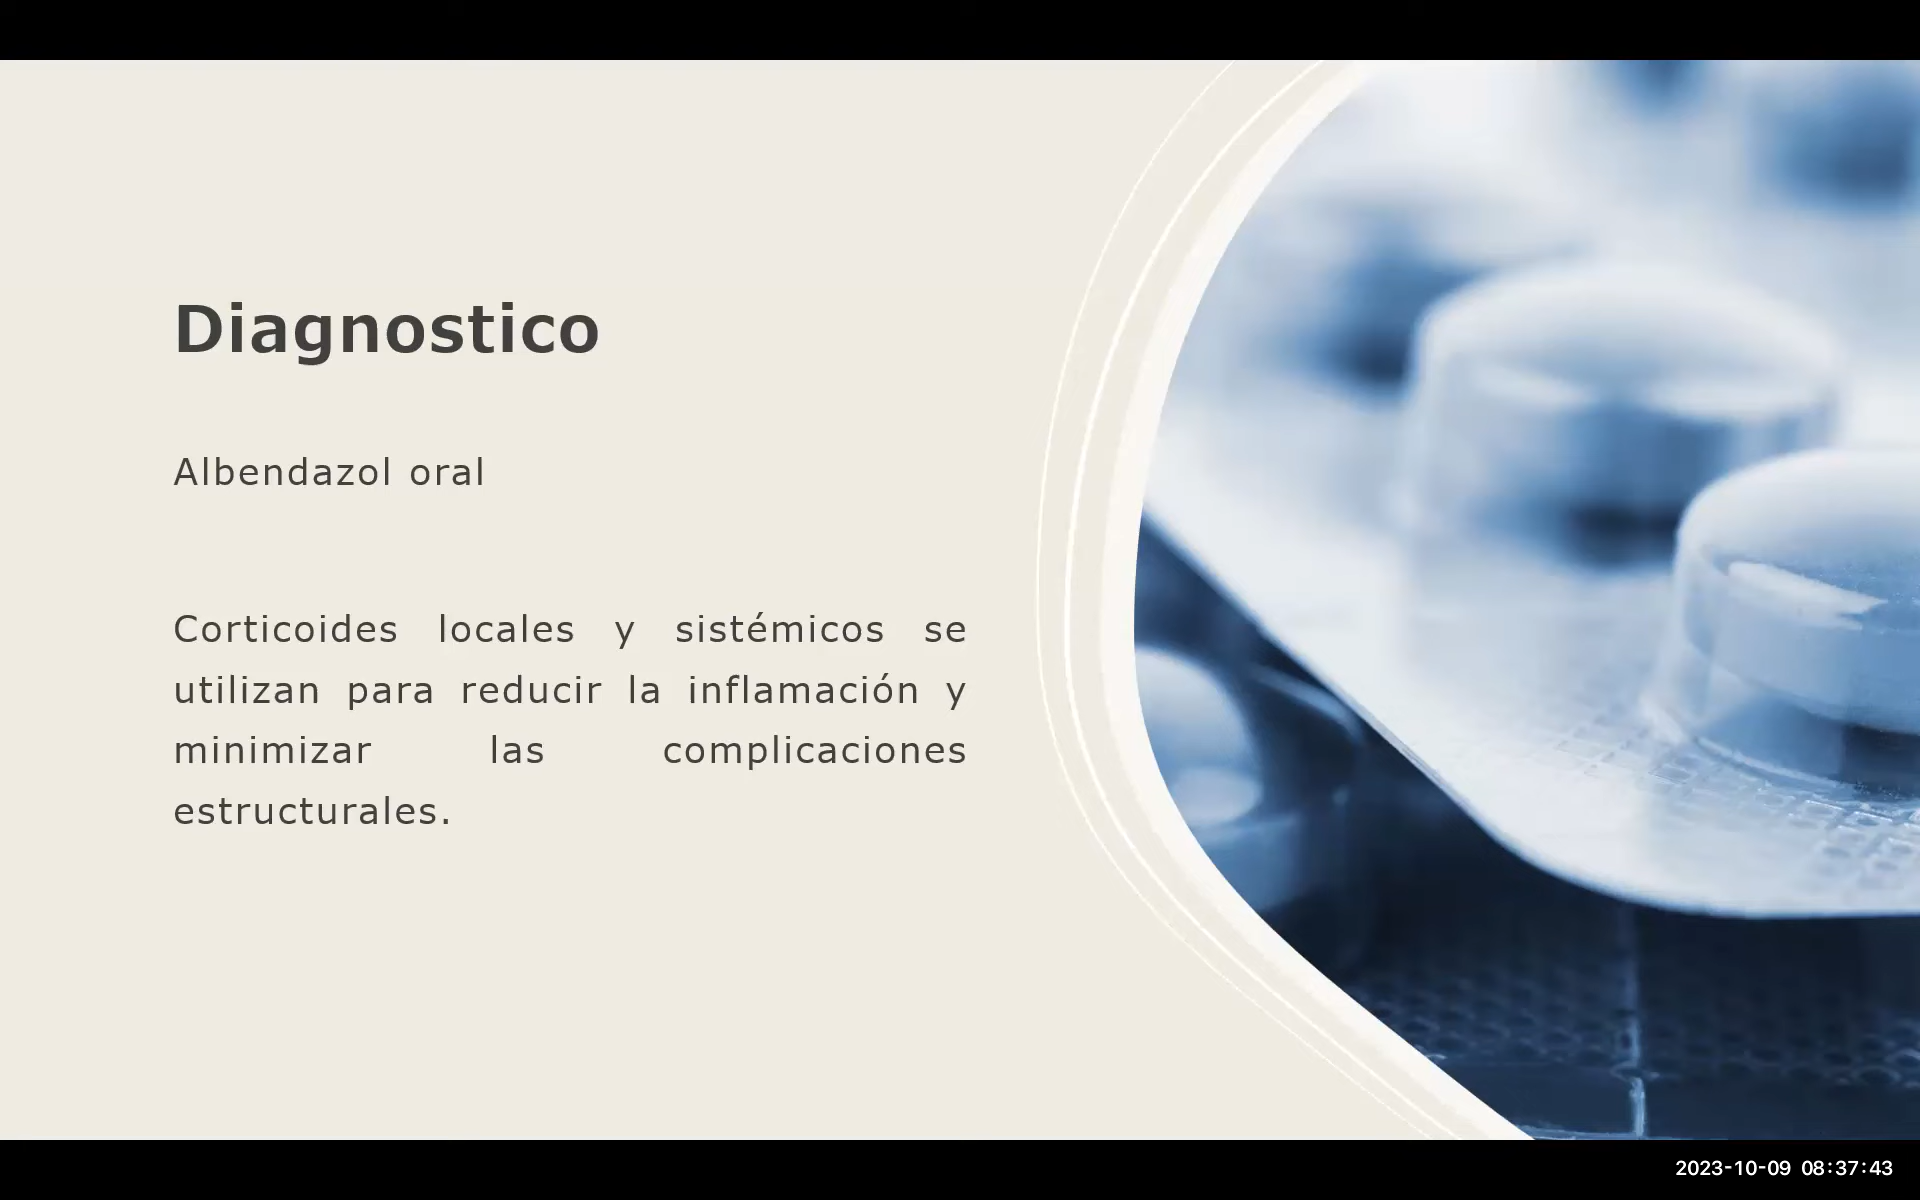 Diagnostico
Albendazol oral
Corticoides locales y sistémicos se
utilizan para reducir la inflamación y
minimizar las complicaciones
estructurales.
2023-10-09 08:37:43